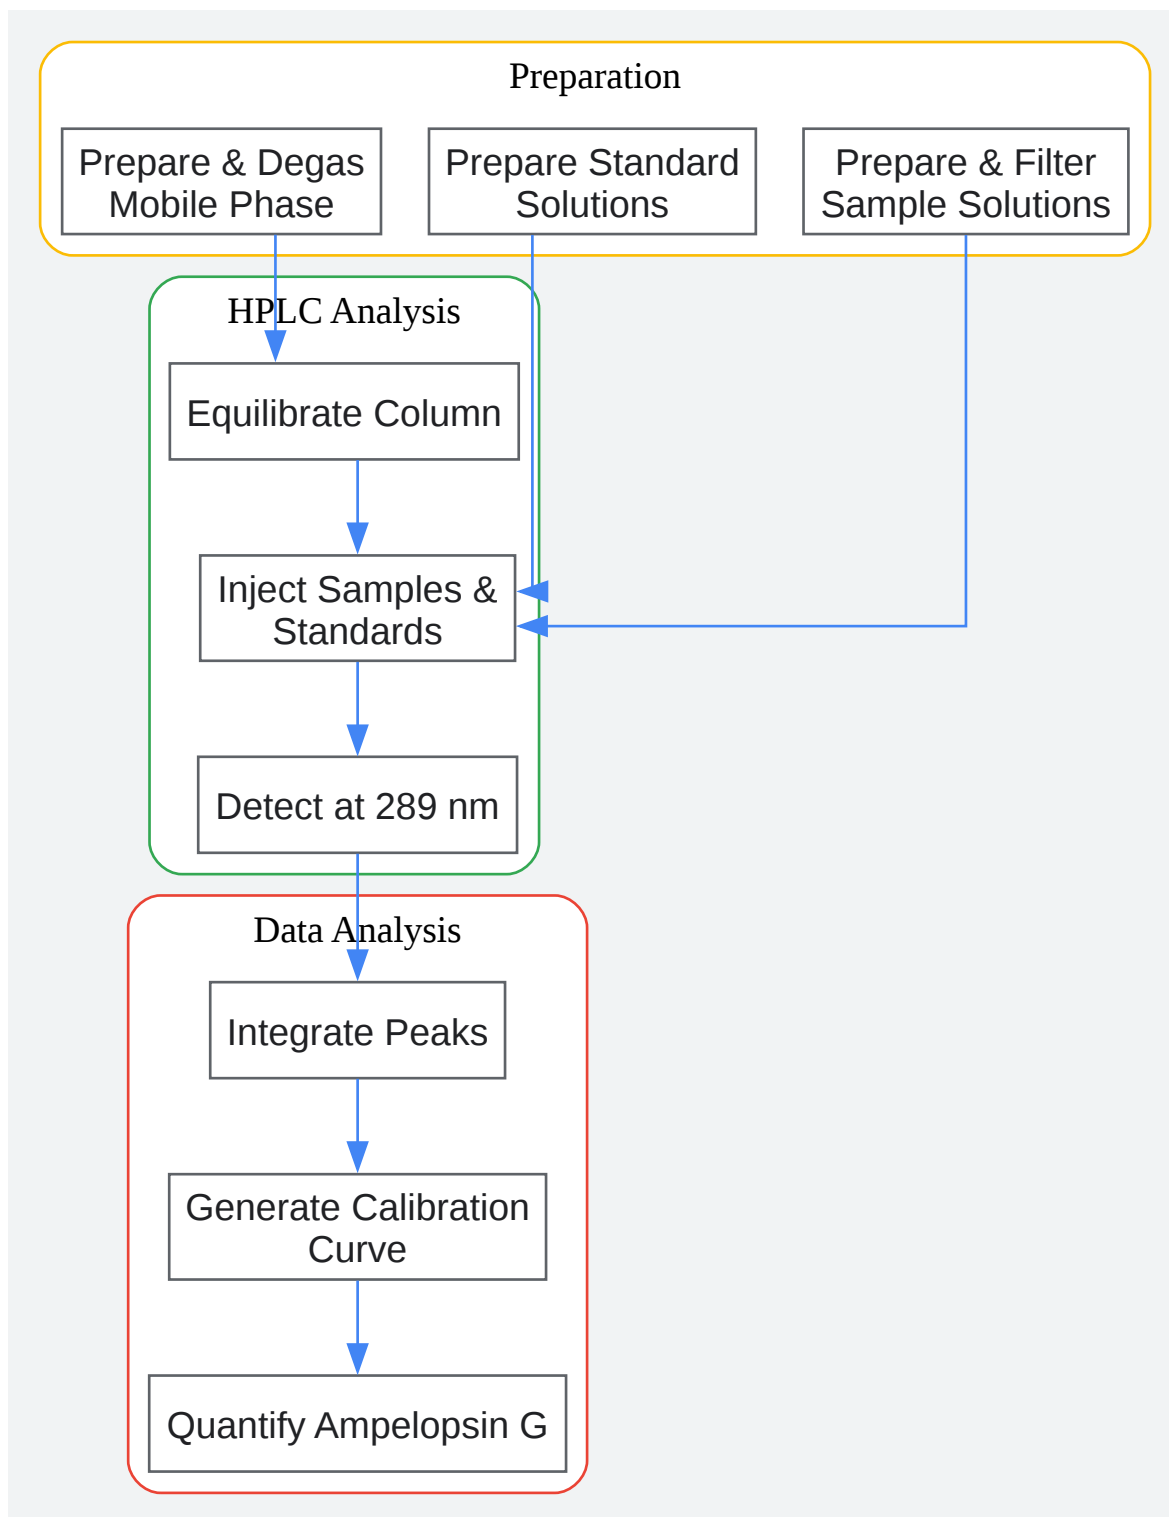 Preparation
Prepare & Degas
Mobile Phase
Prepare Standard
Solutions
Prepare & Filter
Sample Solutions
HPLC Analysis
Equilibrate Column
Inject Samples &
Standards
Detect at 289 nm
Data Analysis
Integrate Peaks
Generate Calibration
Curve
Quantify Ampelopsin G